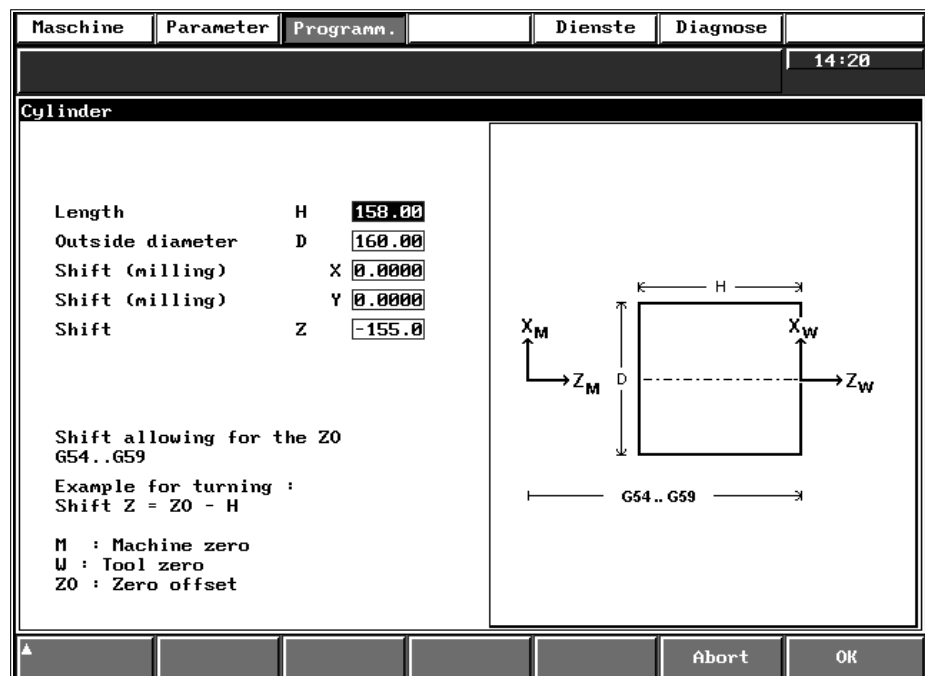 Maschine Parameter Programm. Dienste Diagnose
14:20
Cylinder
Length H 158.00
Outside diameter D 160.00
Shift (milling) X 0.0000
Shift (milling) Y 0.0000
Shift Z -155.0
Shift allowing for the ZO
G54..G59
Example for turning :
Shift Z = ZO - H
M : Machine zero
W : Tool zero
ZO : Zero offset
H
XM XW
ZM D ZW
G54 .. G59
Abort OK